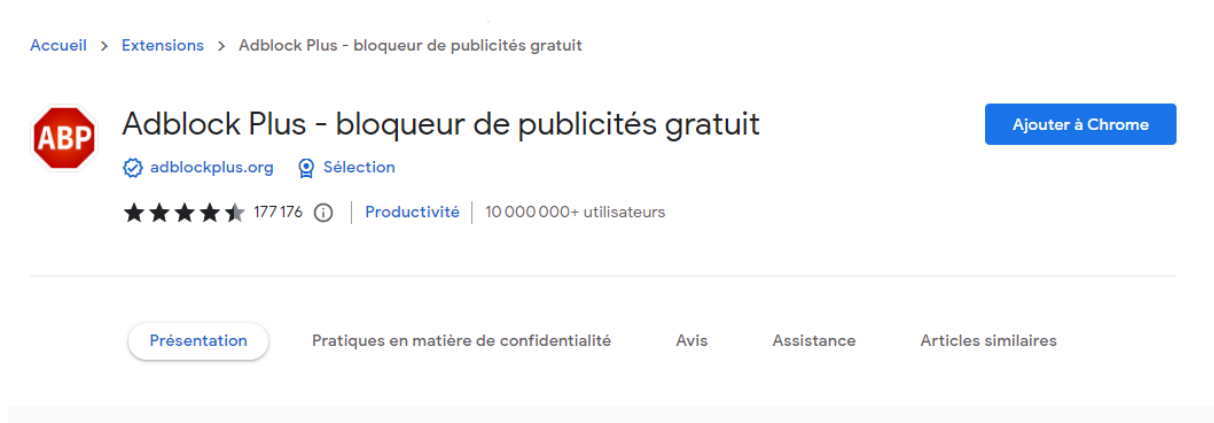 Accueil > Extensions > Adblock Plus - bloqueur de publicités gratuit
ABP
Adblock Plus - bloqueur de publicités gratuit
Ajouter à Chrome
adblockplus.org Sélection
177 176 Productivité 10 000 000+ utilisateurs
Présentation Pratiques en matière de confidentialité Avis Assistance Articles similaires